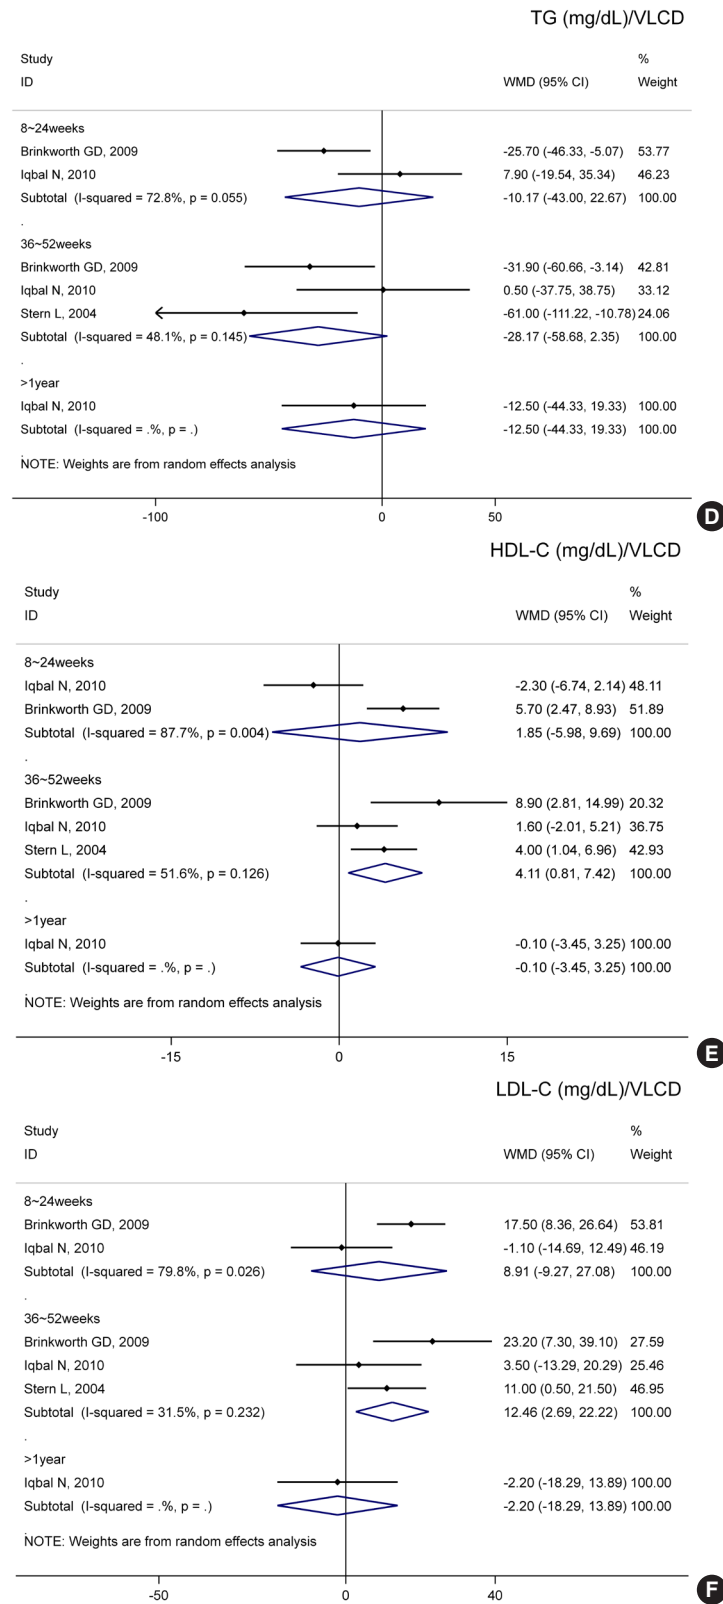 TG (mg/dL)/VLCD
Study %
ID WMD (95% CI) Weight
8~24weeks
Brinkworth GD, 2009 -25.70 (-46.33, -5.07) 53.77
Iqbal N, 2010 7.90 (-19.54, 35.34) 46.23
Subtotal (I-squared = 72.8%, p = 0.055) -10.17 (-43.00, 22.67) 100.00
.
36~52weeks
Brinkworth GD, 2009 -31.90 (-60.66, -3.14) 42.81
Iqbal N, 2010 0.50 (-37.75, 38.75) 33.12
Stern L, 2004 -61.00 (-111.22, -10.78) 24.06
Subtotal (I-squared = 48.1%, p = 0.145) -28.17 (-58.68, 2.35) 100.00
.
>1year
Iqbal N, 2010 -12.50 (-44.33, 19.33) 100.00
Subtotal (I-squared = .%, p = .) -12.50 (-44.33, 19.33) 100.00
.
NOTE: Weights are from random effects analysis
-100 0 50
D
HDL-C (mg/dL)/VLCD
Study %
ID WMD (95% CI) Weight
8~24weeks
Iqbal N, 2010 -2.30 (-6.74, 2.14) 48.11
Brinkworth GD, 2009 5.70 (2.47, 8.93) 51.89
Subtotal (I-squared = 87.7%, p = 0.004) 1.85 (-5.98, 9.69) 100.00
.
36~52weeks
Brinkworth GD, 2009 8.90 (2.81, 14.99) 20.32
Iqbal N, 2010 1.60 (-2.01, 5.21) 36.75
Stern L, 2004 4.00 (1.04, 6.96) 42.93
Subtotal (I-squared = 51.6%, p = 0.126) 4.11 (0.81, 7.42) 100.00
.
>1year
Iqbal N, 2010 -0.10 (-3.45, 3.25) 100.00
Subtotal (I-squared = .%, p = .) -0.10 (-3.45, 3.25) 100.00
.
NOTE: Weights are from random effects analysis
-15 0 15
E
LDL-C (mg/dL)/VLCD
Study %
ID WMD (95% CI) Weight
8~24weeks
Brinkworth GD, 2009 17.50 (8.36, 26.64) 53.81
Iqbal N, 2010 -1.10 (-14.69, 12.49) 46.19
Subtotal (I-squared = 79.8%, p = 0.026) 8.91 (-9.27, 27.08) 100.00
.
36~52weeks
Brinkworth GD, 2009 23.20 (7.30, 39.10) 27.59
Iqbal N, 2010 3.50 (-13.29, 20.29) 25.46
Stern L, 2004 11.00 (0.50, 21.50) 46.95
Subtotal (I-squared = 31.5%, p = 0.232) 12.46 (2.69, 22.22) 100.00
.
>1year
Iqbal N, 2010 -2.20 (-18.29, 13.89) 100.00
Subtotal (I-squared = .%, p = .) -2.20 (-18.29, 13.89) 100.00
.
NOTE: Weights are from random effects analysis
-50 0 40
F